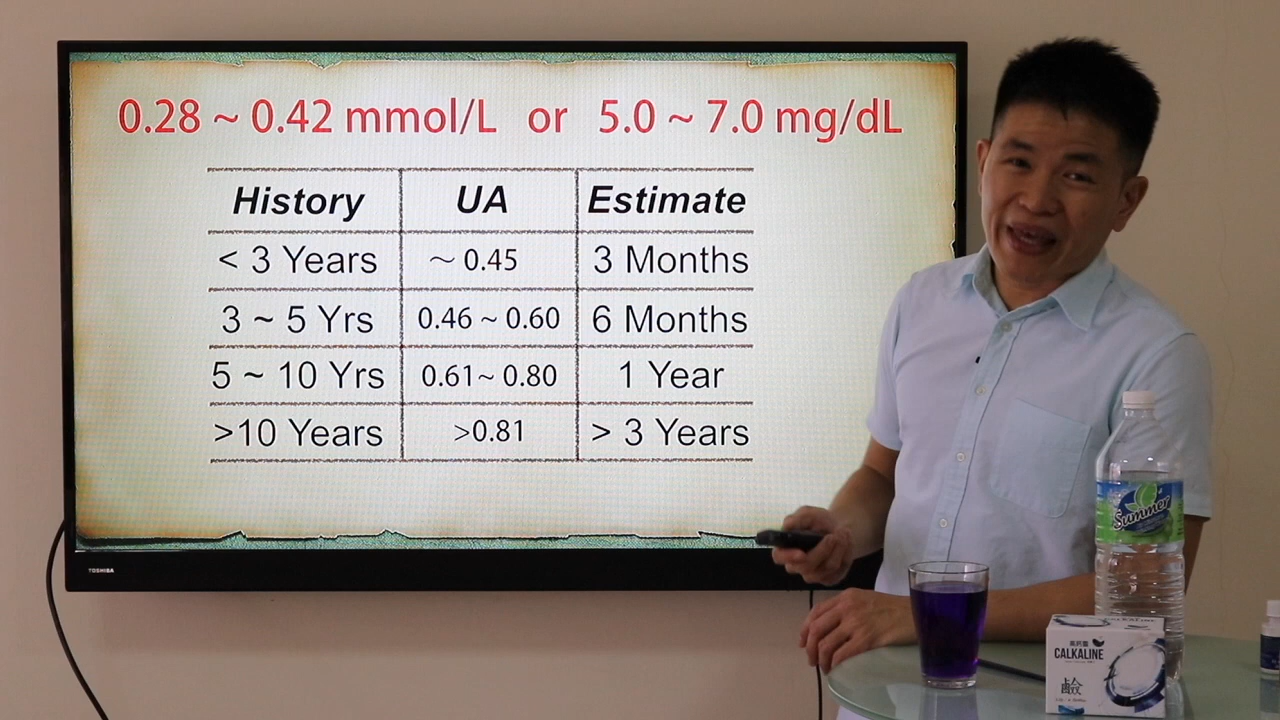 0.28 ~ 0.42 mmol/L or 5.0 ~ 7.0 mg/dL
History UA Estimate
< 3 Years ~ 0.45 3 Months
3 ~ 5 Yrs 0.46 ~ 0.60 6 Months
5 ~ 10 Yrs 0.61~ 0.80 1 Year
>10 Years >0.81 > 3 Years
TOSHIBA
Summer
CALKALINE
鹼